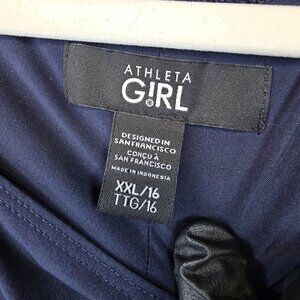 ATHLETA
GIRL
DESIGNED IN
SAN FRANCISCO
CONÇU À
SAN FRANCISCO
MADE IN INDONESIA
XXL/16
TTG/16